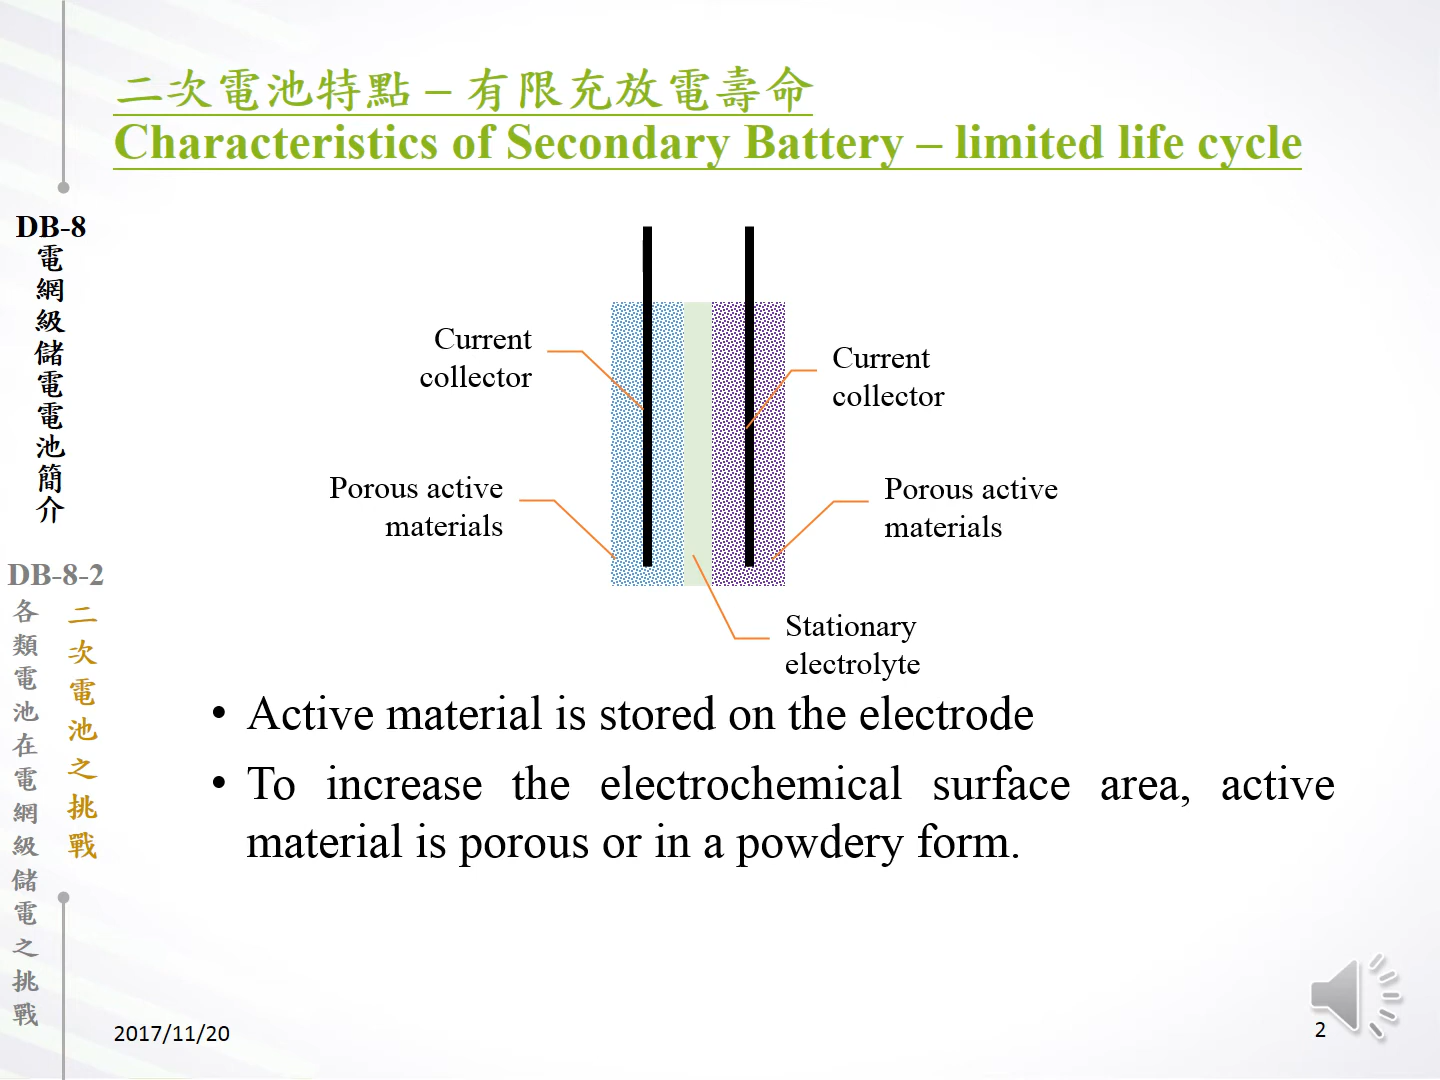 二次電池特點 – 有限充放電壽命
Characteristics of Secondary Battery – limited life cycle
DB-8
電網級儲電電池簡介
DB-8-2
各類電池在電網級儲電之挑戰
二次電池之挑戰
Current
collector
Current
collector
Porous active
materials
Porous active
materials
Stationary
electrolyte
• Active material is stored on the electrode
• To increase the electrochemical surface area, active
material is porous or in a powdery form.
2017/11/20
2